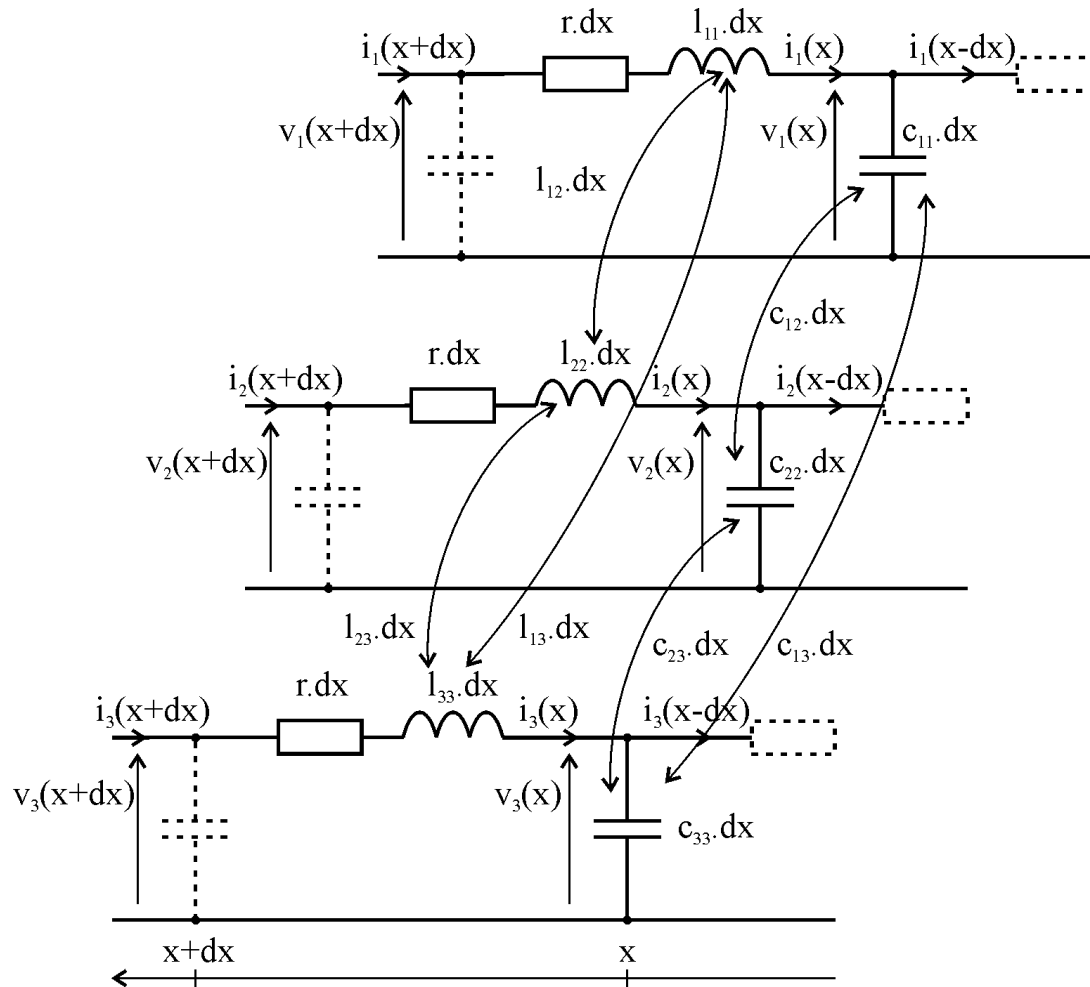 r.dx l₁₁.dx
i₁(x+dx) i₁(x) i₁(x-dx)
v₁(x+dx) v₁(x) c₁₁.dx
l₁₂.dx
c₁₂.dx
r.dx l₂₂.dx
i₂(x+dx) i₂(x) i₂(x-dx)
v₂(x+dx) v₂(x) c₂₂.dx
l₂₃.dx l₁₃.dx c₂₃.dx c₁₃.dx
r.dx l₃₃.dx
i₃(x+dx) i₃(x) i₃(x-dx)
v₃(x+dx) v₃(x)
c₃₃.dx
x+dx x